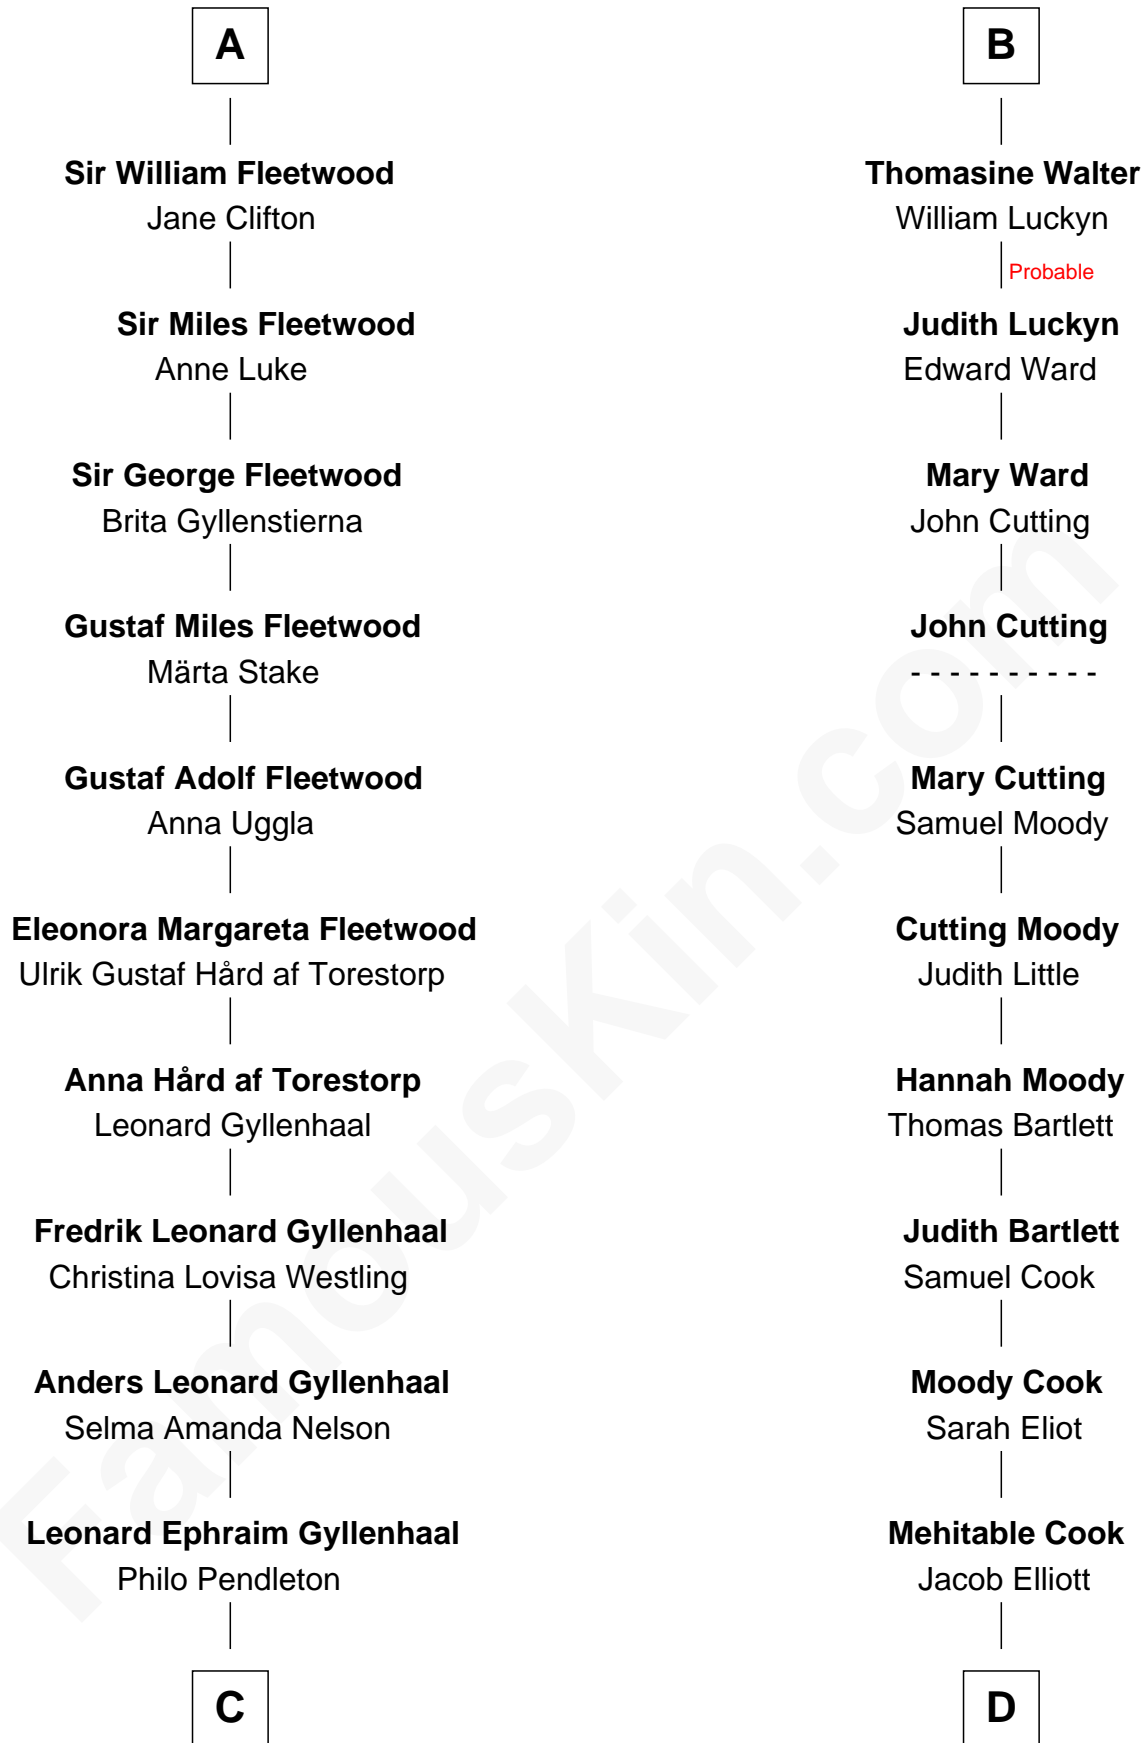 A
Sir William Fleetwood
Jane Clifton
Sir Miles Fleetwood
Anne Luke
Sir George Fleetwood
Brita Gyllenstierna
Gustaf Miles Fleetwood
Märta Stake
Gustaf Adolf Fleetwood
Anna Uggla
Eleonora Margareta Fleetwood
Ulrik Gustaf Hård af Torestorp
Anna Hård af Torestorp
Leonard Gyllenhaal
Fredrik Leonard Gyllenhaal
Christina Lovisa Westling
Anders Leonard Gyllenhaal
Selma Amanda Nelson
Leonard Ephraim Gyllenhaal
Philo Pendleton
C
B
Thomasine Walter
William Luckyn
Probable
Judith Luckyn
Edward Ward
Mary Ward
John Cutting
John Cutting
- - - - - - - - - -
Mary Cutting
Samuel Moody
Cutting Moody
Judith Little
Hannah Moody
Thomas Bartlett
Judith Bartlett
Samuel Cook
Moody Cook
Sarah Eliot
Mehitable Cook
Jacob Elliott
D
FamousKin.com